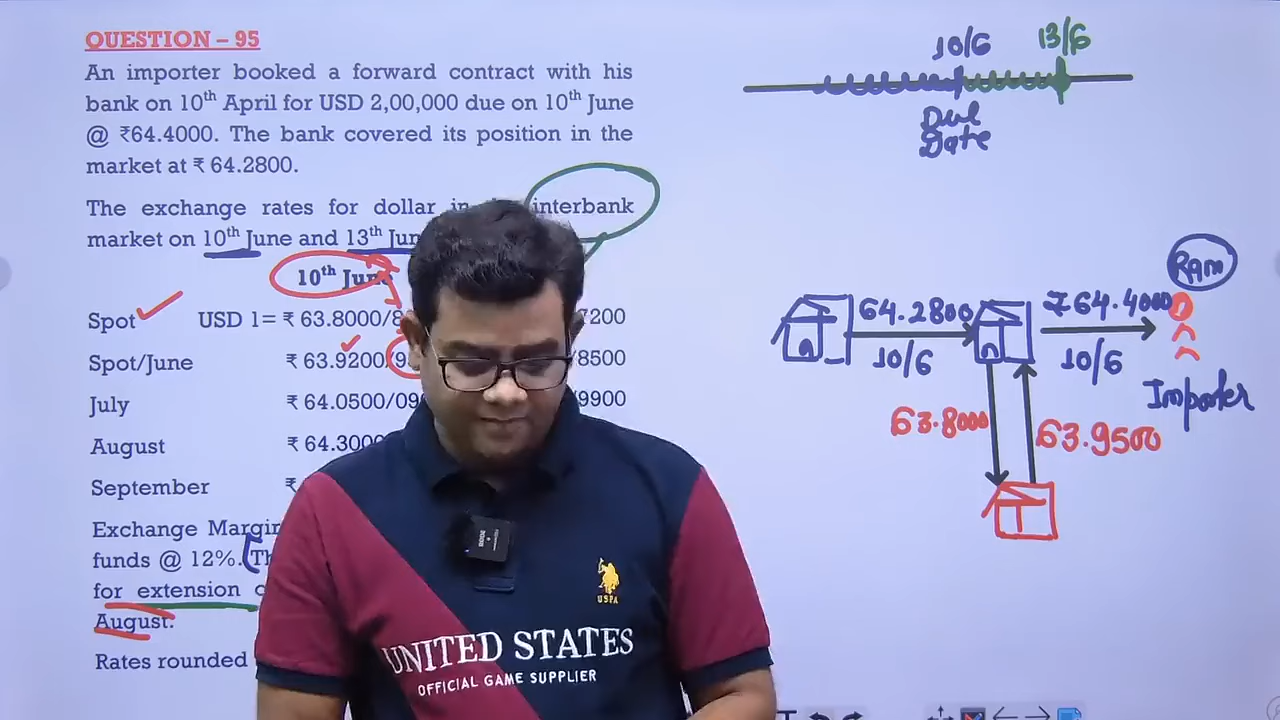 QUESTION – 95
An importer booked a forward contract with his
bank on 10th April for USD 2,00,000 due on 10th June
@ ₹64.4000. The bank covered its position in the
market at ₹ 64.2800.
The exchange rates for dollar in interbank
market on 10th June and 13th Jun
10th June
Spot USD 1= ₹ 63.8000/8 7200
Spot/June ₹ 63.9200/9 /8500
July ₹ 64.0500/09 9900
August ₹ 64.3000
September ₹
Exchange Margin
funds @ 12%. Th
for extension
August.
Rates rounded
10/6 13/6
Due
Date
Ram
64.2800 ₹64.4000
10/6 10/6
Importer
63.8000 63.9500
USPA
UNITED STATES
OFFICIAL GAME SUPPLIER